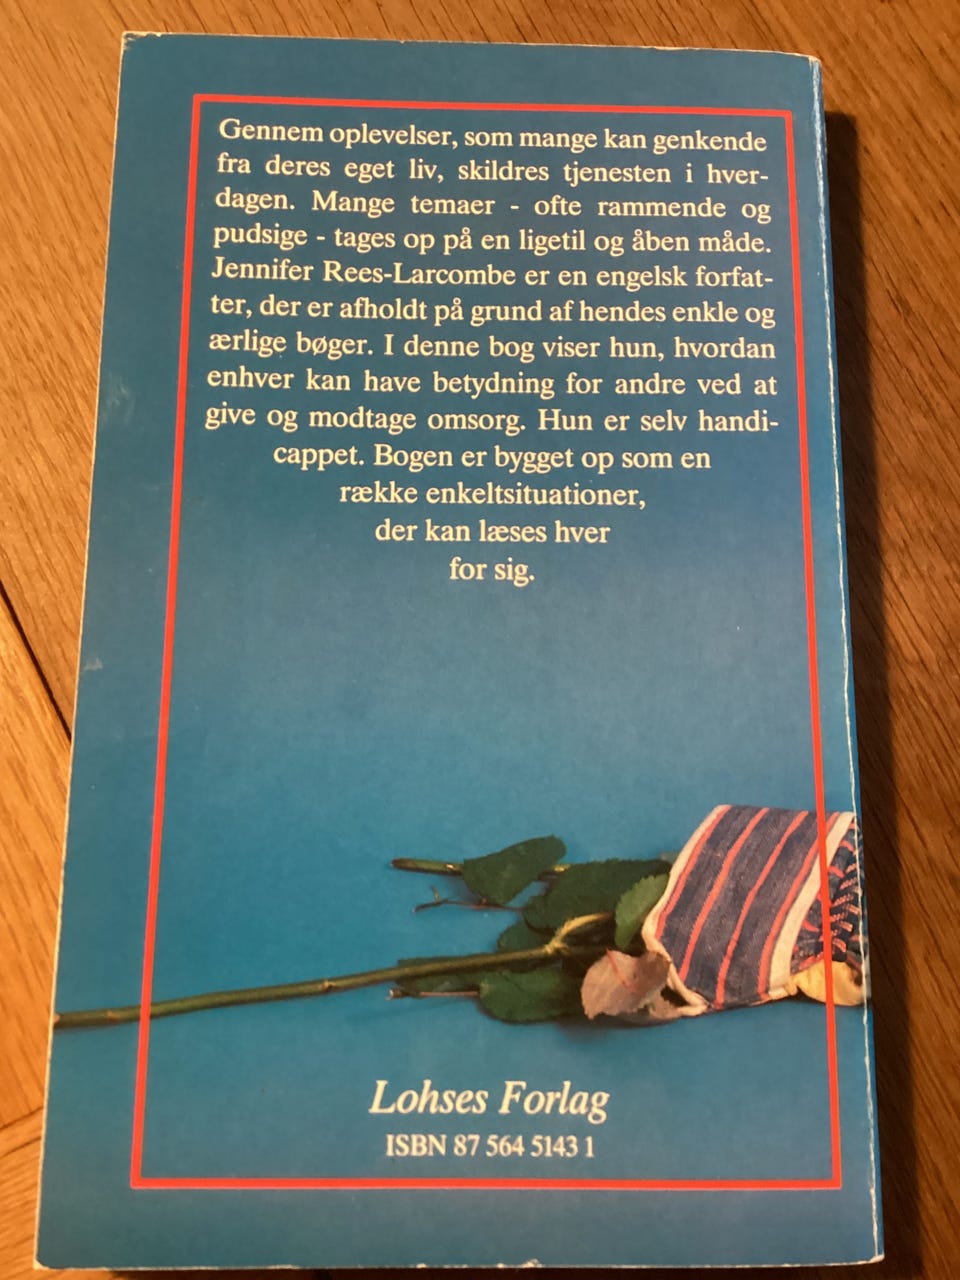 Gennem oplevelser, som mange kan genkende
fra deres eget liv, skildres tjenesten i hver-
dagen. Mange temaer - ofte rammende og
pudsige - tages op på en ligetil og åben måde.
Jennifer Rees-Larcombe er en engelsk forfat-
ter, der er afholdt på grund af hendes enkle og
ærlige bøger. I denne bog viser hun, hvordan
enhver kan have betydning for andre ved at
give og modtage omsorg. Hun er selv handi-
cappet. Bogen er bygget op som en
række enkeltsituationer,
der kan læses hver
for sig.
Lohses Forlag
ISBN 87 564 5143 1